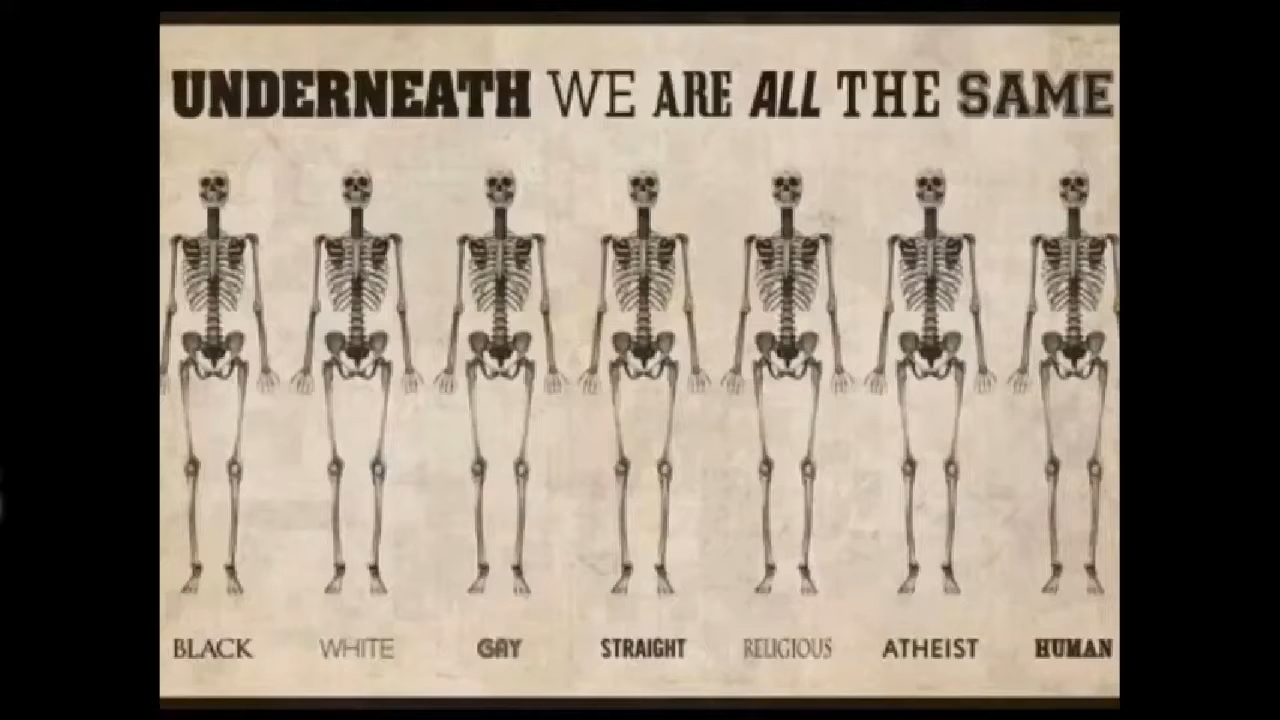 UNDERNEATH WE ARE ALL THE SAME
BLACK WHITE GAY STRAIGHT RELIGIOUS ATHEIST HUMAN